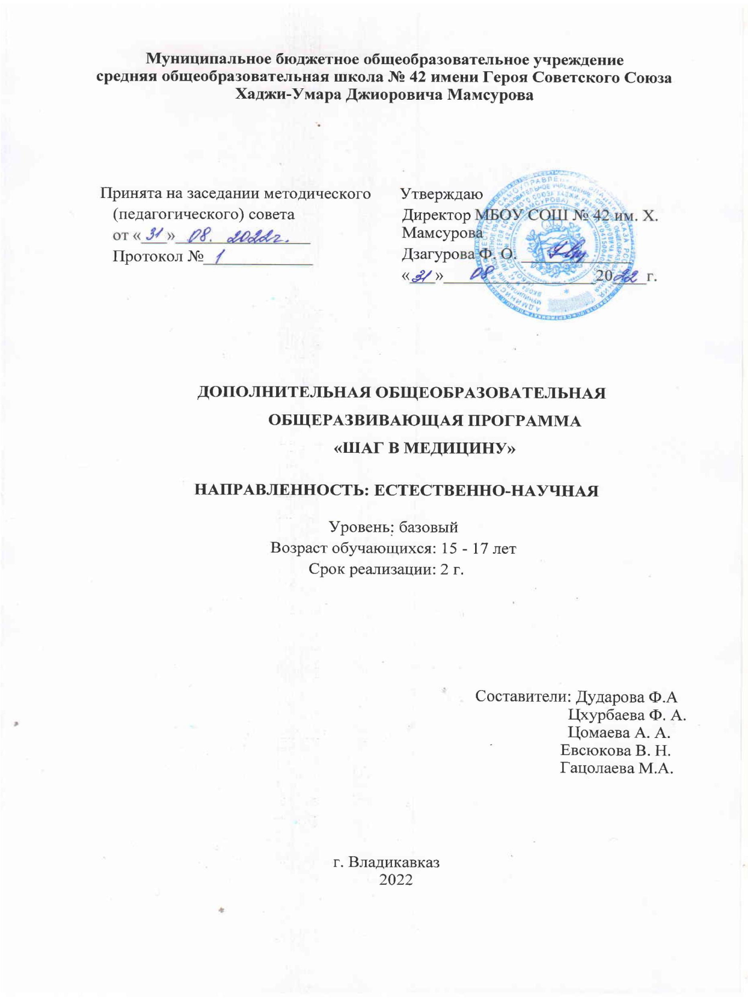 Муниципальное бюджетное общеобразовательное учреждение
средняя общеобразовательная школа № 42 имени Героя Советского Союза
Хаджи-Умара Джиоровича Мамсурова
Принята на заседании методического
(педагогического) совета
от «31» 08. 2022г.
Протокол № 1
Утверждаю
Директор МБОУ СОШ № 42 им. Х.
Мамсурова
Дзагурова Ф. О.
«31» 08 2022 г.
ДОПОЛНИТЕЛЬНАЯ ОБЩЕОБРАЗОВАТЕЛЬНАЯ
ОБЩЕРАЗВИВАЮЩАЯ ПРОГРАММА
«ШАГ В МЕДИЦИНУ»
НАПРАВЛЕННОСТЬ: ЕСТЕСТВЕННО-НАУЧНАЯ
Уровень: базовый
Возраст обучающихся: 15 - 17 лет
Срок реализации: 2 г.
Составители: Дударова Ф.А
Цхурбаева Ф. А.
Цомаева А. А.
Евсюкова В. Н.
Гацолаева М.А.
г. Владикавказ
2022